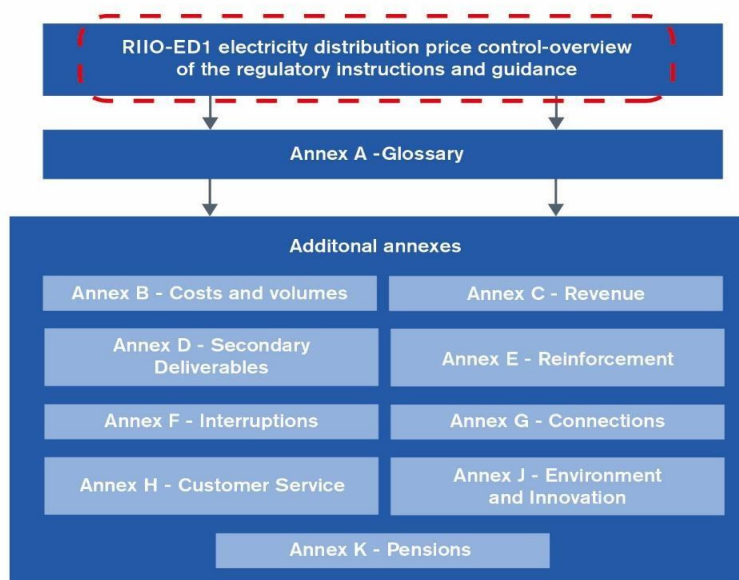 RIIO-ED1 electricity distribution price control-overview
of the regulatory instructions and guidance
Annex A -Glossary
Additonal annexes
Annex B - Costs and volumes
Annex C - Revenue
Annex D - Secondary
Deliverables
Annex E - Reinforcement
Annex F - Interruptions
Annex G - Connections
Annex H - Customer Service
Annex J - Environment
and Innovation
Annex K - Pensions